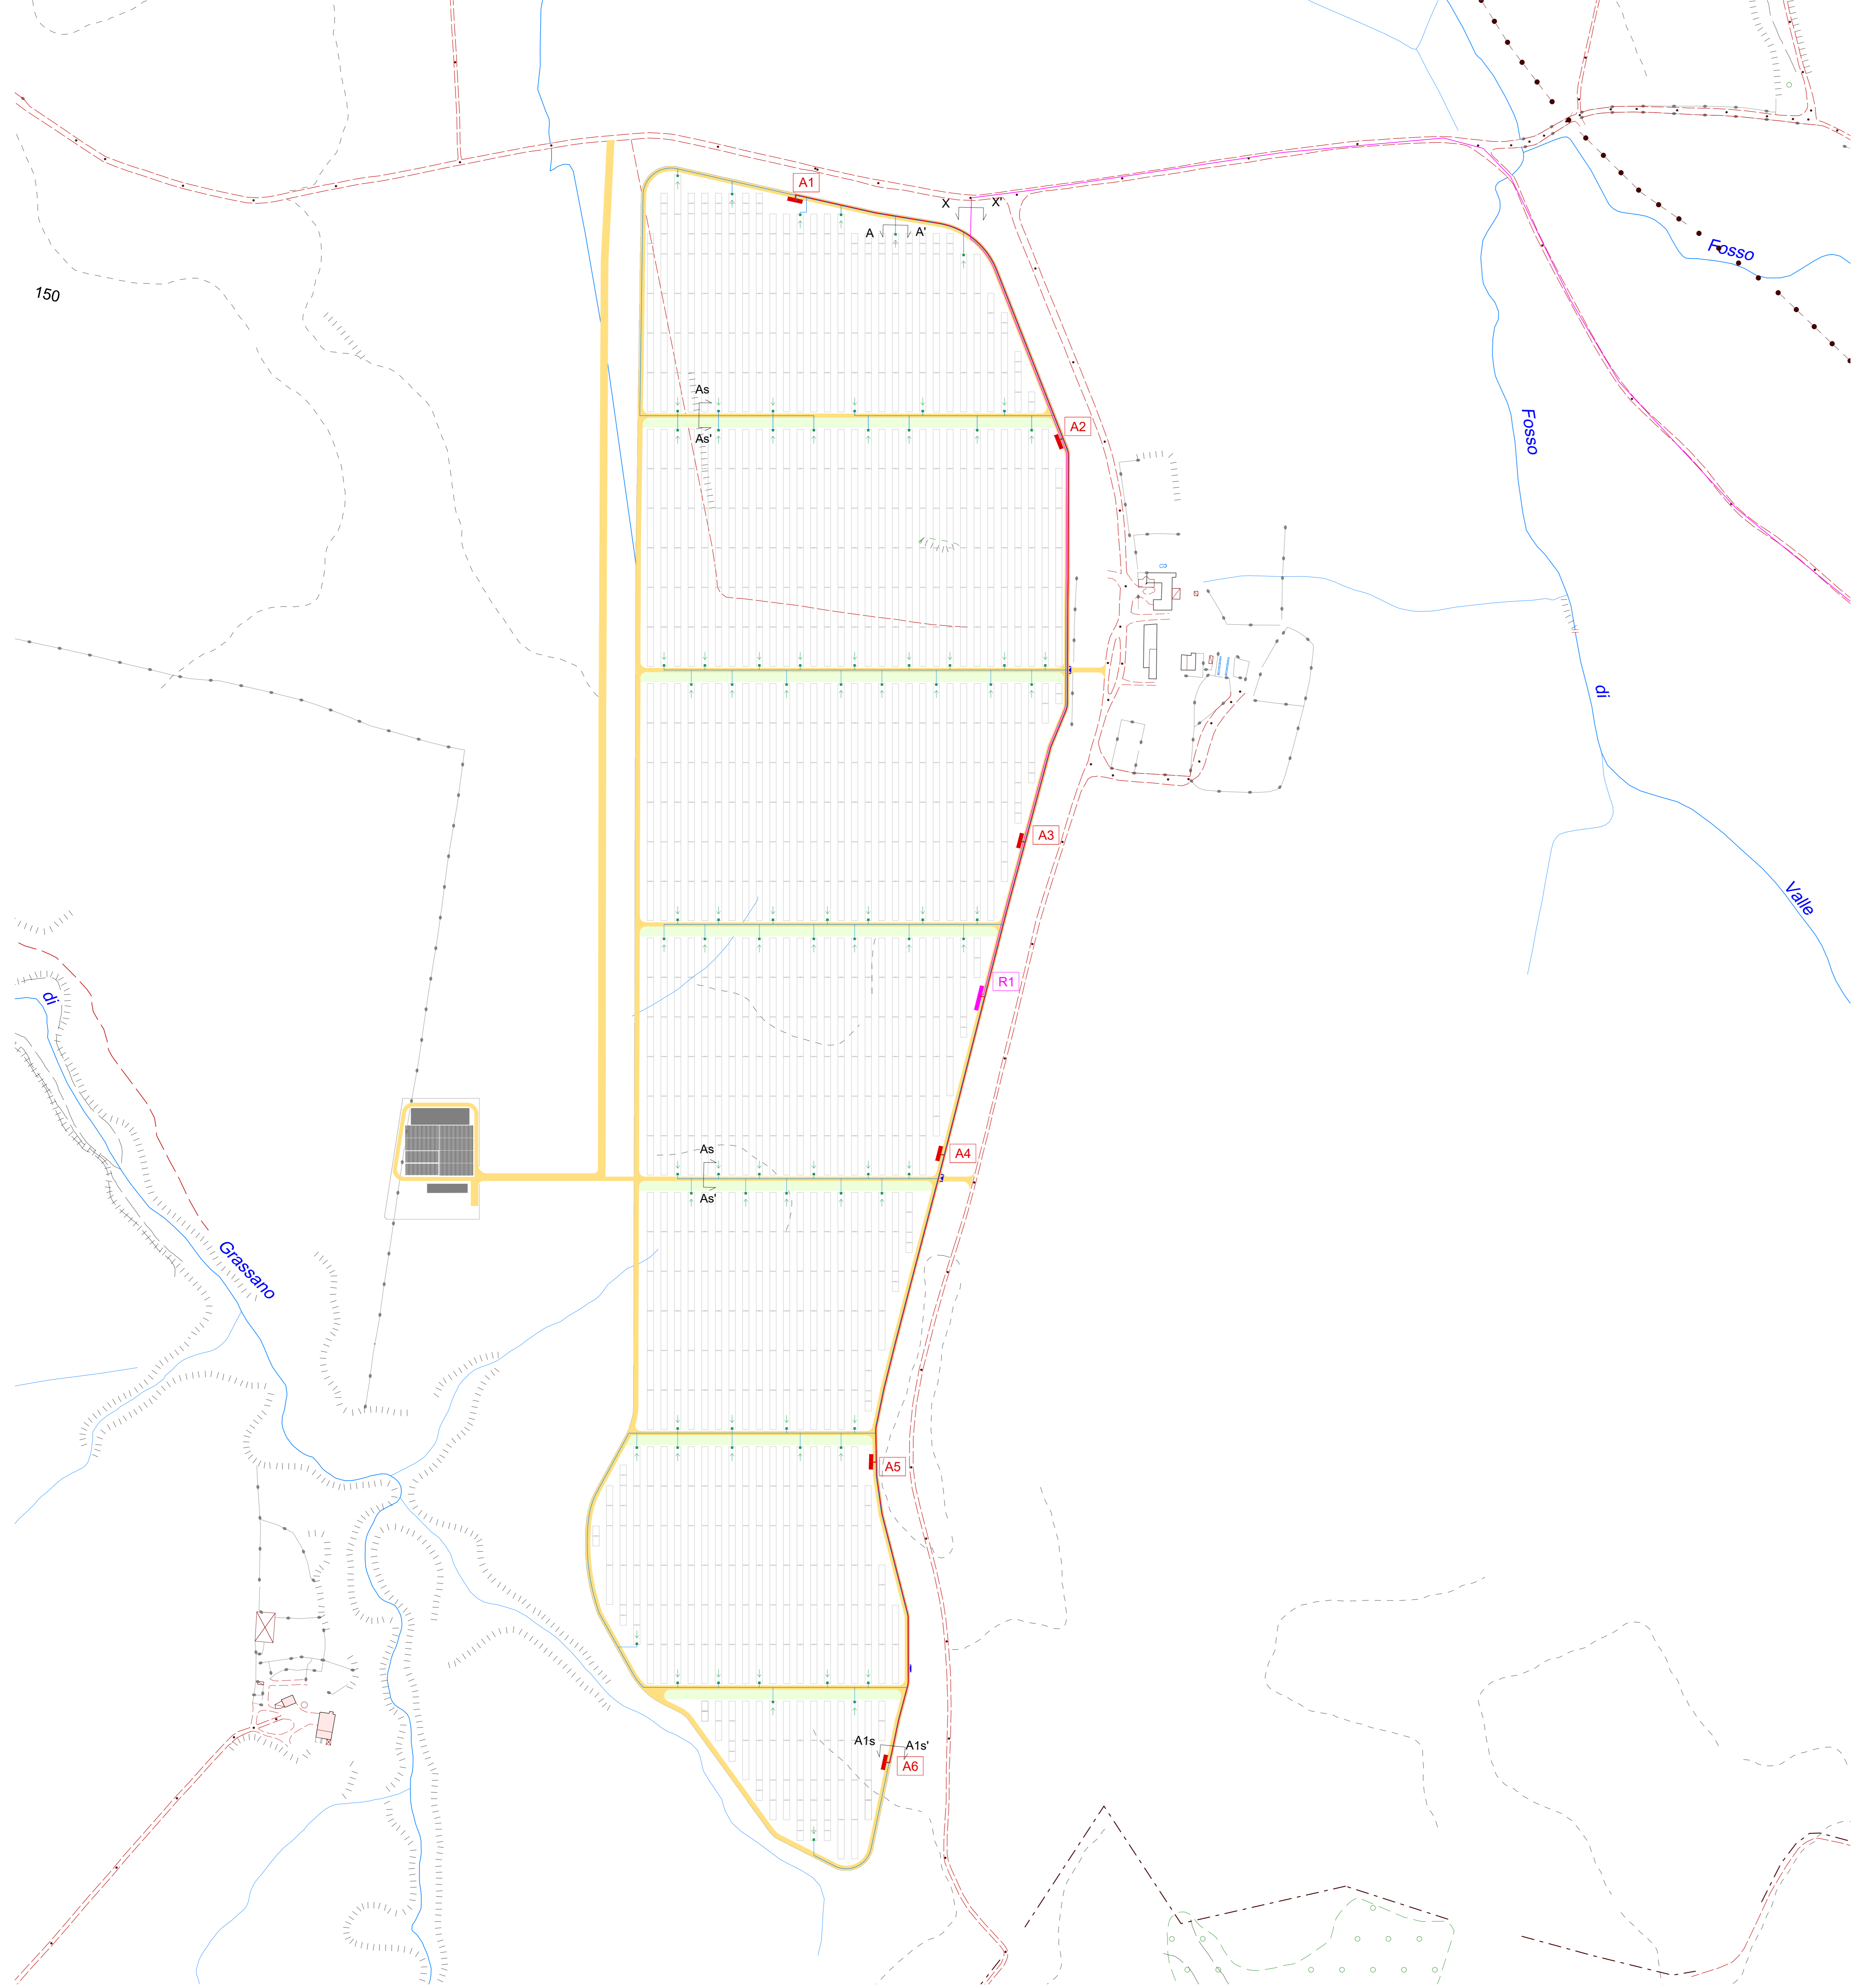 A1
X X'
A A'
Fosso
150
As
A2
As'
Fosso
di
A3
Valle
R1
di
As
A4
As'
Grassano
A5
A1s
A1s'
A6